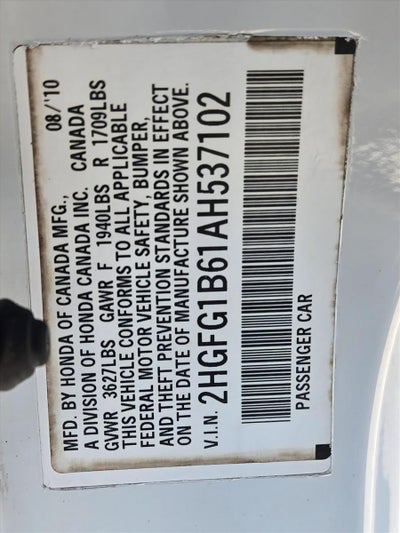 MFD. BY HONDA OF CANADA MFG., 08/'10
A DIVISION OF HONDA CANADA INC. CANADA
GVWR 3627LBS GAWR F 1940LBS R 1709LBS
THIS VEHICLE CONFORMS TO ALL APPLICABLE
FEDERAL MOTOR VEHICLE SAFETY, BUMPER,
AND THEFT PREVENTION STANDARDS IN EFFECT
ON THE DATE OF MANUFACTURE SHOWN ABOVE.
V.I.N. 2HGFG1B61AH537102
PASSENGER CAR